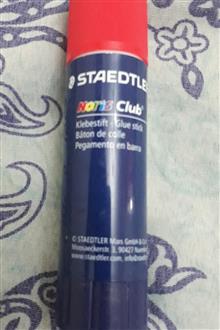 STAEDTLER
Noris Club
Klebestift - Glue stick
Bâton de colle
Pegamento en barra
© STAEDTLER Mars GmbH & Co
Moosaeckerstr. 3, 90427
www.staedtler.com